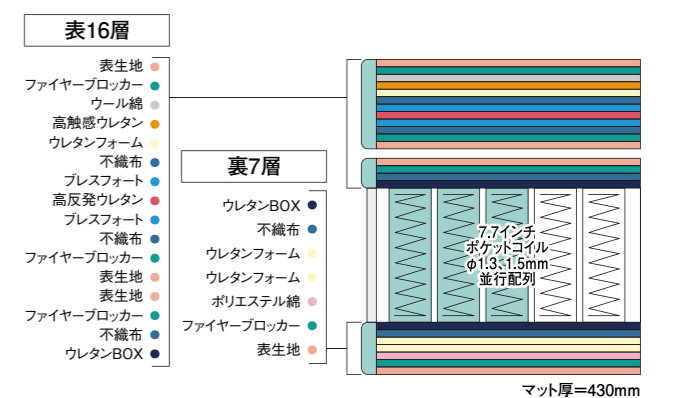 表16層
表生地
ファイヤーブロッカー
ウール綿
高触感ウレタン
ウレタンフォーム
不織布
ブレスフォート
高反発ウレタン
ブレスフォート
不織布
ファイヤーブロッカー
表生地
表生地
ファイヤーブロッカー
不織布
ウレタンBOX
裏7層
ウレタンBOX
不織布
ウレタンフォーム
ウレタンフォーム
ポリエステル綿
ファイヤーブロッカー
表生地
7.7インチ
ポケットコイル
φ1.3、1.5mm
並行配列
マット厚=430mm